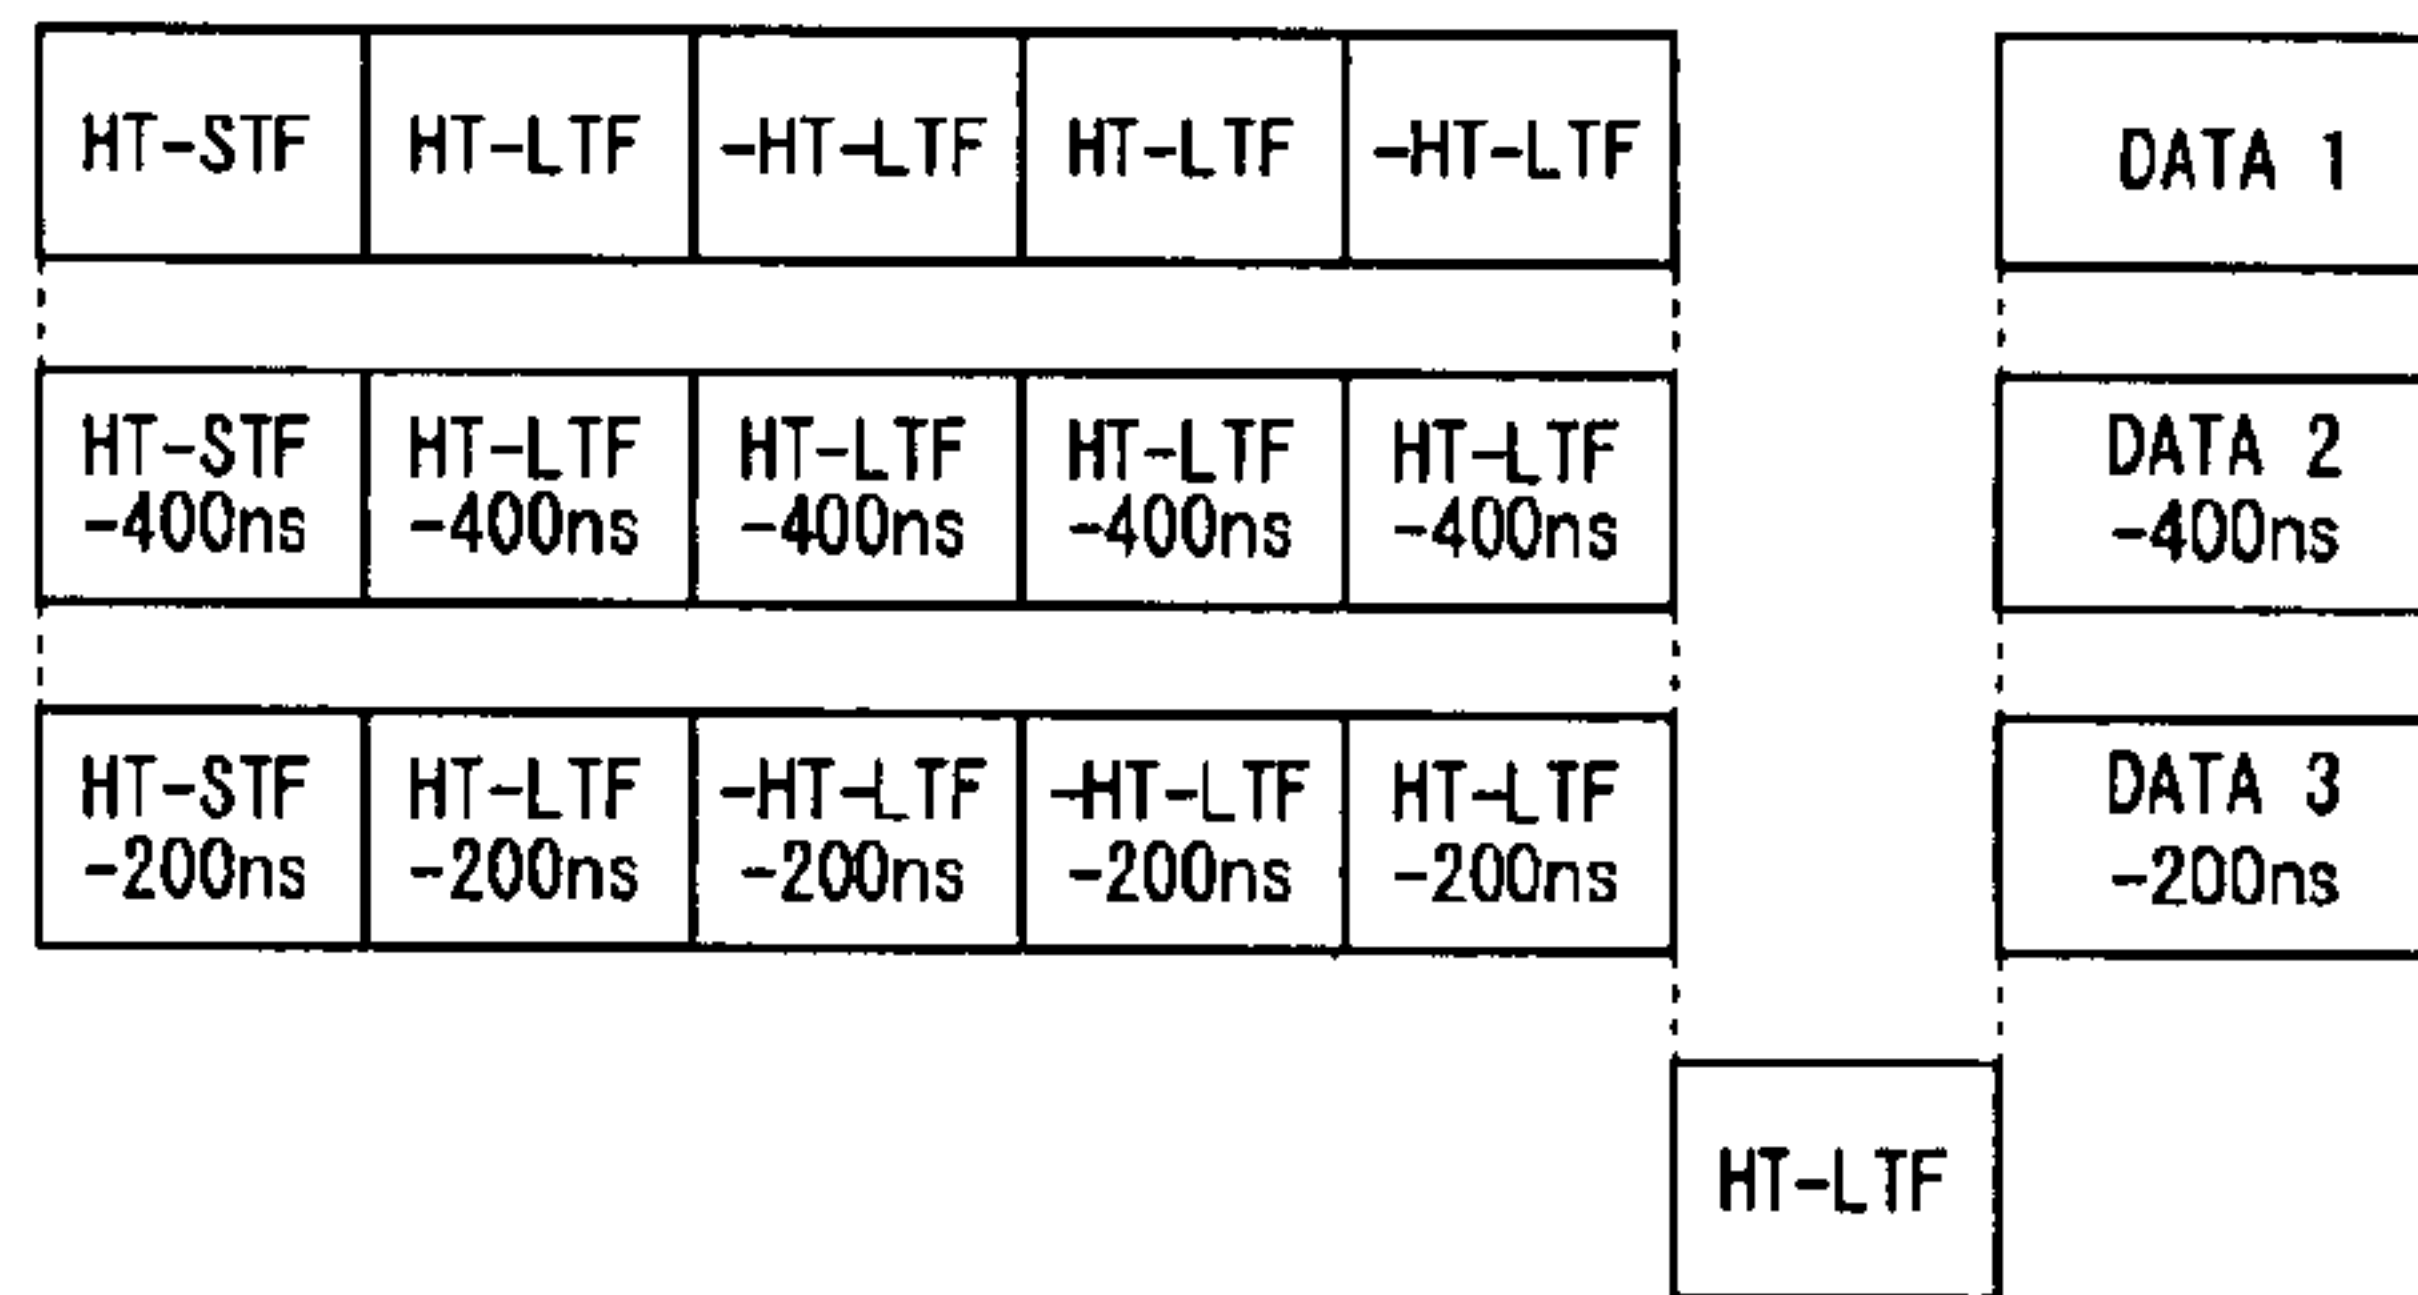 HT-STF HT-LTF -HT-LTF HT-LTF -HT-LTF DATA 1
HT-STF HT-LTF HT-LTF HT-LTF HT-LTF DATA 2
-400ns -400ns -400ns -400ns -400ns -400ns
HT-STF HT-LTF -HT-LTF -HT-LTF HT-LTF DATA 3
-200ns -200ns -200ns -200ns -200ns -200ns
HT-LTF